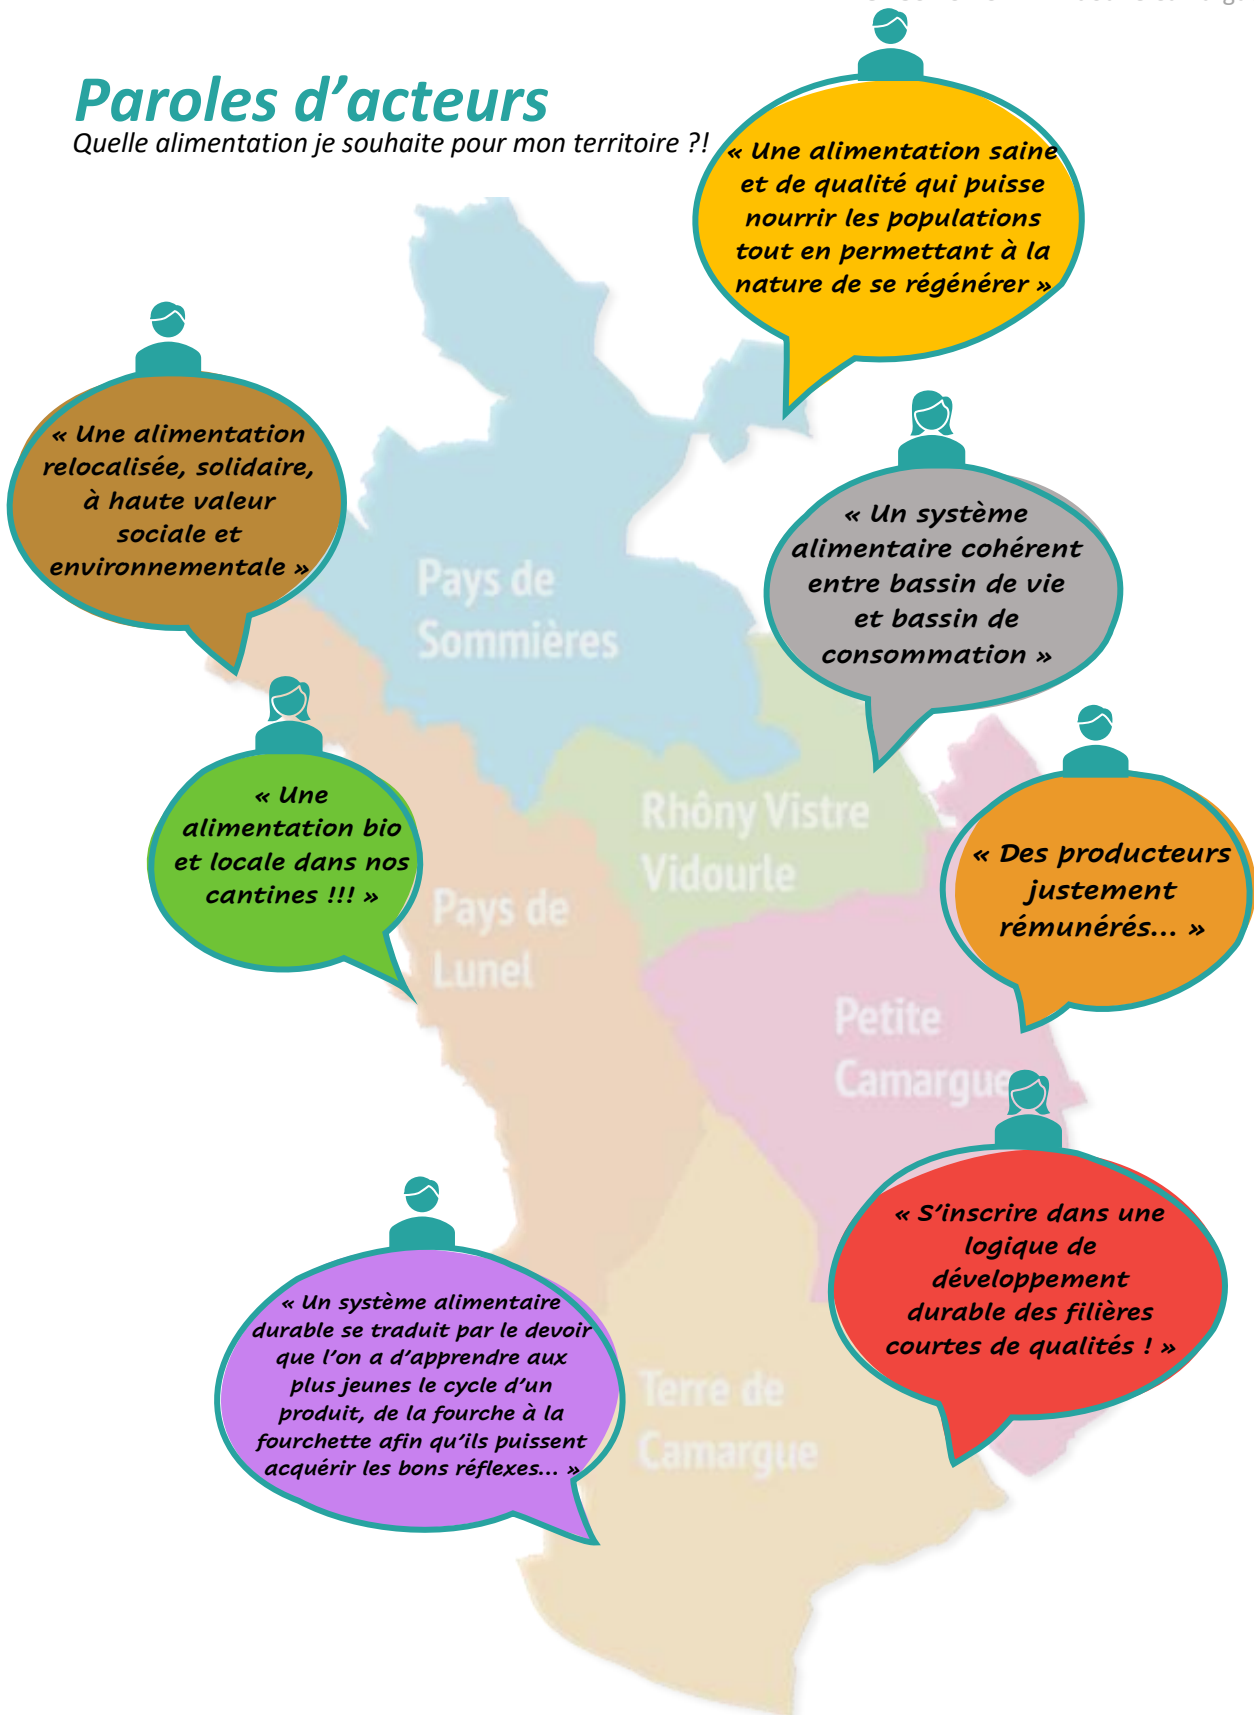 Paroles d'acteurs
Quelle alimentation je souhaite pour mon territoire ?!
« Une alimentation saine
et de qualité qui puisse
nourrir les populations
tout en permettant à la
nature de se régénérer »
« Une alimentation
relocalisée, solidaire,
à haute valeur
sociale et
environnementale »
« Un système
alimentaire cohérent
entre bassin de vie
et bassin de
consommation »
Pays de
Sommières
« Une
alimentation bio
et locale dans nos
cantines !!! »
Rhôny Vistre
Vidourle
« Des producteurs
justement
rémunérés... »
Pays de
Lunel
Petite
Camargue
« S'inscrire dans une
logique de
développement
durable des filières
courtes de qualités ! »
« Un système alimentaire
durable se traduit par le devoir
que l'on a d'apprendre aux
plus jeunes le cycle d'un
produit, de la fourche à la
fourchette afin qu'ils puissent
acquérir les bons réflexes... »
Terre de
Camargue